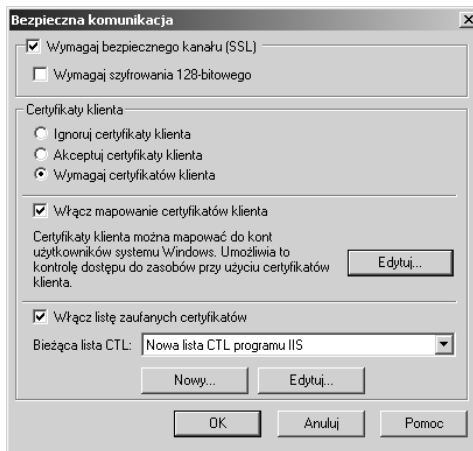 Bezpieczna komunikacja
Wymagaj bezpiecznego kanału (SSL)
Wymagaj szyfrowania 128-bitowego
Certyfikaty klienta
Ignoruj certyfikaty klienta
Akceptuj certyfikaty klienta
Wymagaj certyfikatów klienta
Włącz mapowanie certyfikatów klienta
Certyfikaty klienta można mapować do kont
użytkowników systemu Windows. Umożliwia to
kontrolę dostępu do zasobów przy użyciu certyfikatów
klienta.
Edytuj...
Włącz listę zaufanych certyfikatów
Bieżąca lista CTL: Nowa lista CTL programu IIS
Nowy... Edytuj...
OK Anuluj Pomoc